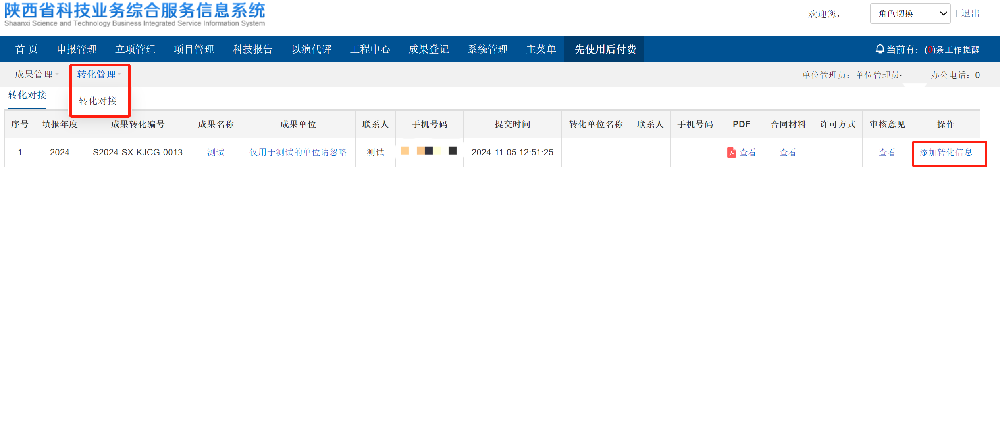 陕西省科技业务综合服务信息系统
Shaanxi Science and Technology Business Integrated Service Information System
欢迎您，
角色切换
退出
首 页 申报管理 立项管理 项目管理 科技报告 以演代评 工程中心 成果登记 系统管理 主菜单 先使用后付费
当前有：(0)条工作提醒
成果管理 转化管理
单位管理员：单位管理员- 办公电话：0
转化对接
转化对接
序号 填报年度 成果转化编号 成果名称 成果单位 联系人 手机号码 提交时间 转化单位名称 联系人 手机号码 PDF 合同材料 许可方式 审核意见 操作
1 2024 S2024-SX-KJCG-0013 测试 仅用于测试的单位请忽略 测试 2024-11-05 12:51:25 查看 查看 查看 添加转化信息